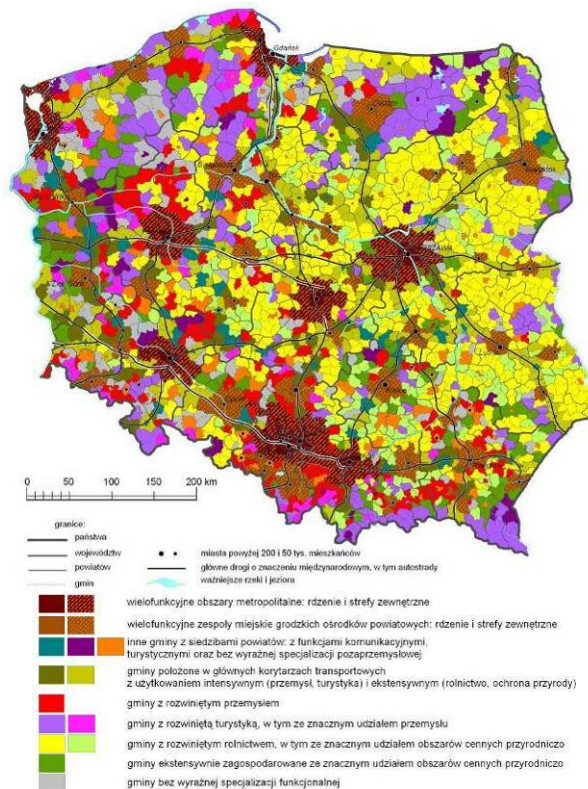 Gdańsk
Olsztyn
Białystok
Opole
0 50 100 150 200 km
granice:
państwa
województw
powiatów
gmin
miasta powyżej 200 i 50 tys. mieszkańców
główne drogi o znaczeniu międzynarodowym, w tym autostrady
ważniejsze rzeki i jeziora
wielofunkcyjne obszary metropolitalne: rdzenie i strefy zewnętrzne
wielofunkcyjne zespoły miejskie grodzkich ośrodków powiatowych: rdzenie i strefy zewnętrzne
inne gminy z siedzibami powiatów: z funkcjami komunikacyjnymi,
turystycznymi oraz bez wyraźnej specjalizacji pozaprzemysłowej
gminy położone w głównych korytarzach transportowych
z użytkowaniem intensywnym (przemysł, turystyka) i ekstensywnym (rolnictwo, ochrona przyrody)
gminy z rozwiniętym przemysłem
gminy z rozwiniętą turystyką, w tym ze znacznym udziałem przemysłu
gminy z rozwiniętym rolnictwem, w tym ze znacznym udziałem obszarów cennych przyrodniczo
gminy ekstensywnie zagospodarowane ze znacznym udziałem obszarów cennych przyrodniczo
gminy bez wyraźnej specjalizacji funkcjonalnej